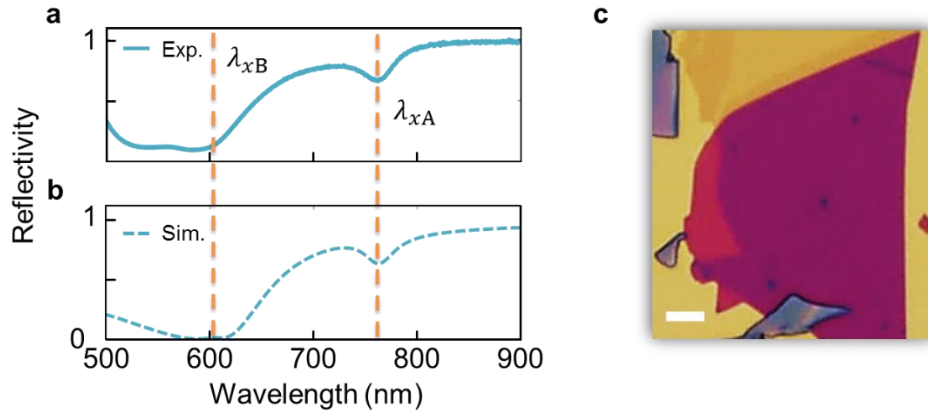 a
c
1
Exp.
λxB
λxA
Reflectivity
b
1
Sim.
0
500 600 700 800 900
Wavelength (nm)